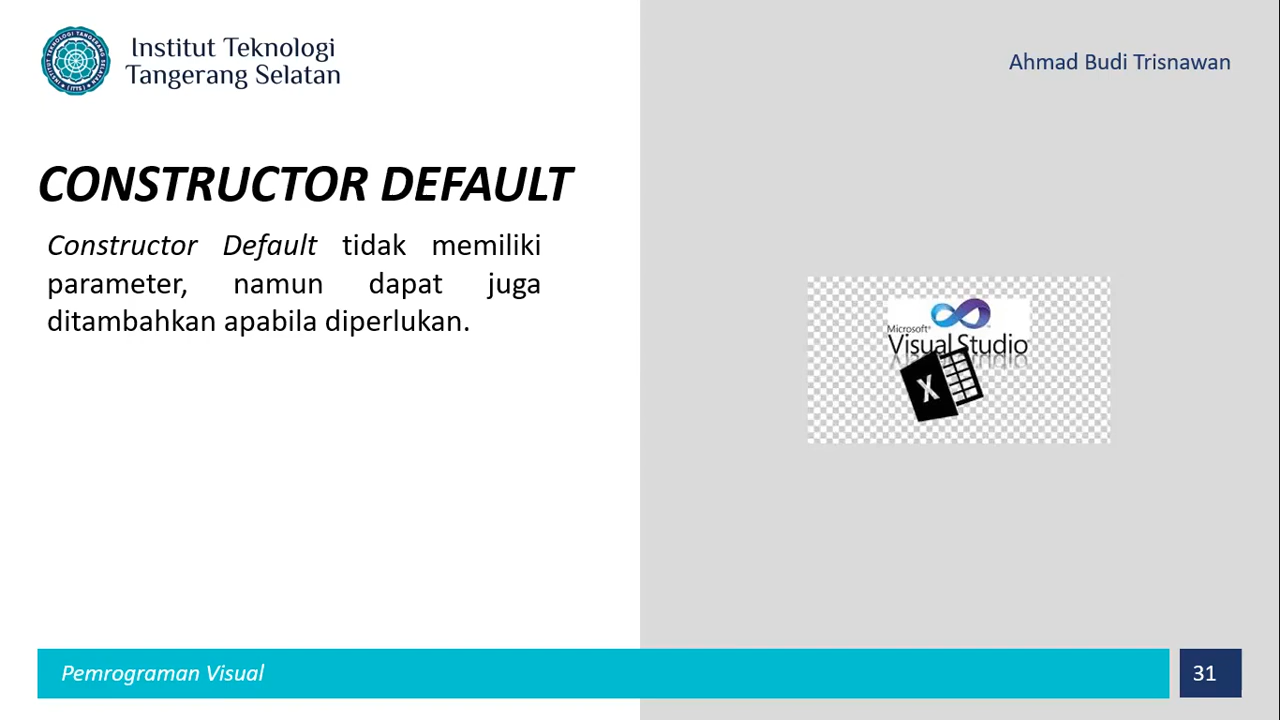 Institut Teknologi
Tangerang Selatan
Ahmad Budi Trisnawan
CONSTRUCTOR DEFAULT
Constructor Default tidak memiliki
parameter, namun dapat juga
ditambahkan apabila diperlukan.
Microsoft®
Visual Studio
X
Pemrograman Visual
31